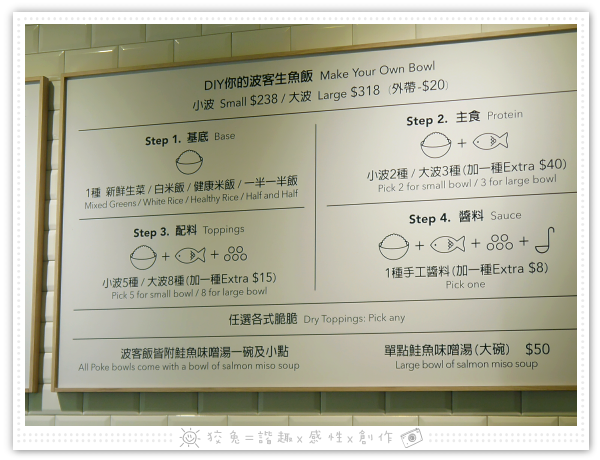 DIY你的波客生魚飯 Make Your Own Bowl
小波 Small $238 / 大波 Large $318 (外帶-$20)
Step 1. 基底 Base
1種 新鮮生菜 / 白米飯 / 健康米飯 / 一半一半飯
Mixed Greens / White Rice / Healthy Rice / Half and Half
Step 2. 主食 Protein
+
小波2種 / 大波3種 (加一種Extra $40)
Pick 2 for small bowl / 3 for large bowl
Step 3. 配料 Toppings
+ +
小波5種 / 大波8種 (加一種Extra $15)
Pick 5 for small bowl / 8 for large bowl
Step 4. 醬料 Sauce
+ + +
1種手工醬料 (加一種Extra $8)
Pick one
任選各式脆脆 Dry Toppings: Pick any
波客飯皆附鮭魚味噌湯一碗及小點
All Poke bowls come with a bowl of salmon miso soup
單點鮭魚味噌湯 (大碗) $50
Large bowl of salmon miso soup
狡兔=諧趣x感性x創作